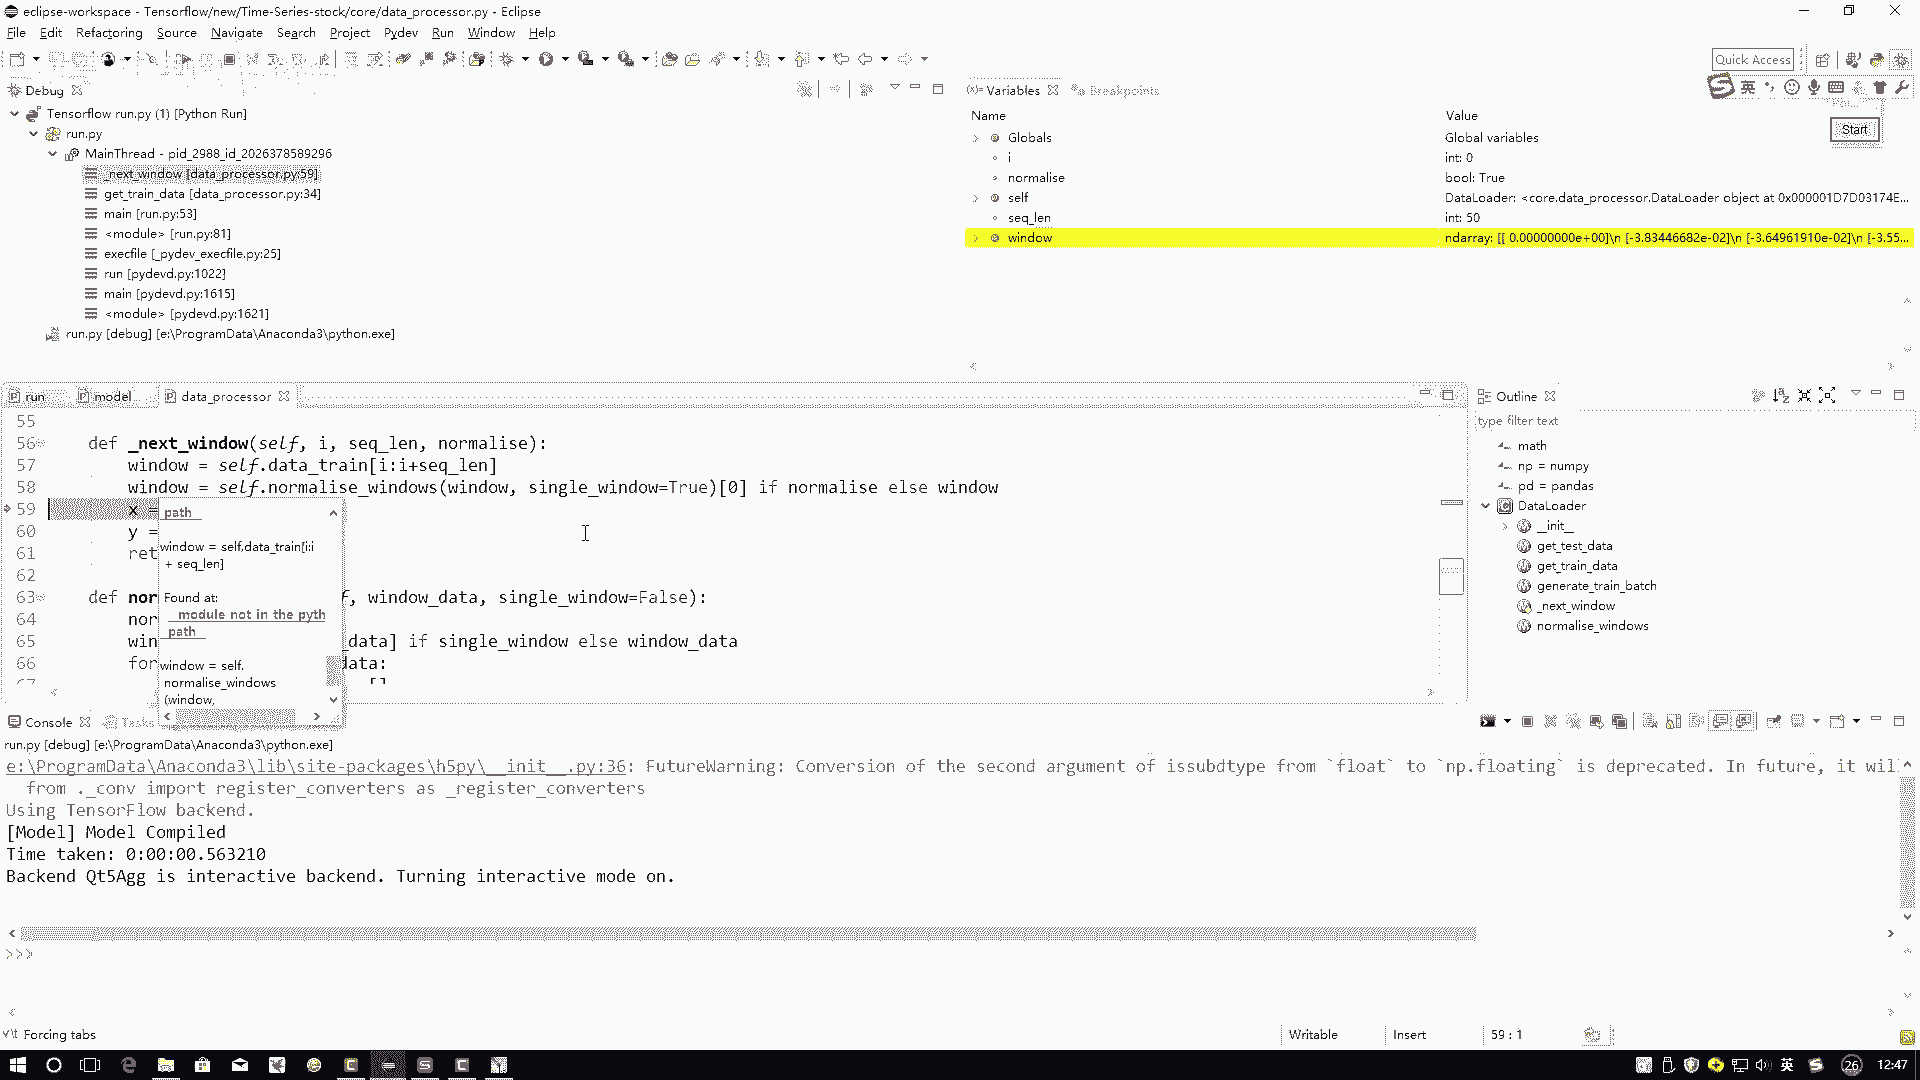 eclipse-workspace - Tensorflow/new/Time-Series-stock/core/data_processor.py - Eclipse
File Edit Refactoring Source Navigate Search Project Pydev Run Window Help
Quick Access
Debug
Tensorflow run.py (1) [Python Run]
run.py
MainThread - pid_2988_id_2026378589296
_next_window [data_processor.py:59]
get_train_data [data_processor.py:34]
main [run.py:53]
<module> [run.py:81]
execfile [_pydev_execfile.py:25]
run [pydevd.py:1022]
main [pydevd.py:1615]
<module> [pydevd.py:1621]
run.py [debug] [e:\ProgramData\Anaconda3\python.exe]
(x)= Variables Breakpoints
英
Start
Name Value
Globals Global variables
i int: 0
normalise bool: True
self DataLoader: <core.data_processor.DataLoader object at 0x000001D7D03174E...
seq_len int: 50
window ndarray: [[ 0.00000000e+00]\n [-3.83446682e-02]\n [-3.64961910e-02]\n [-3.55...
run model data_processor
55
56 def _next_window(self, i, seq_len, normalise):
57 window = self.data_train[i:i+seq_len]
58 window = self.normalise_windows(window, single_window=True)[0] if normalise else window
59 x =
60 y =
61 ret
62
63 def nor f, window_data, single_window=False):
64 nor
65 win _data] if single_window else window_data
66 for data:
67 []
path
window = self,data_train[i:i
+ seq_len]
Found at:
module not in the pyth
path
window = self.
normalise_windows
(window,
Outline
type filter text
math
np = numpy
pd = pandas
DataLoader
__init__
get_test_data
get_train_data
generate_train_batch
_next_window
normalise_windows
Console Tasks
run.py [debug] [e:\ProgramData\Anaconda3\python.exe]
e:\ProgramData\Anaconda3\lib\site-packages\h5py\__init__.py:36: FutureWarning: Conversion of the second argument of issubdtype from `float` to `np.floating` is deprecated. In future, it wil
from ._conv import register_converters as _register_converters
Using TensorFlow backend.
[Model] Model Compiled
Time taken: 0:00:00.563210
Backend Qt5Agg is interactive backend. Turning interactive mode on.
>>>
Forcing tabs Writable Insert 59 : 1
英 26 12:47